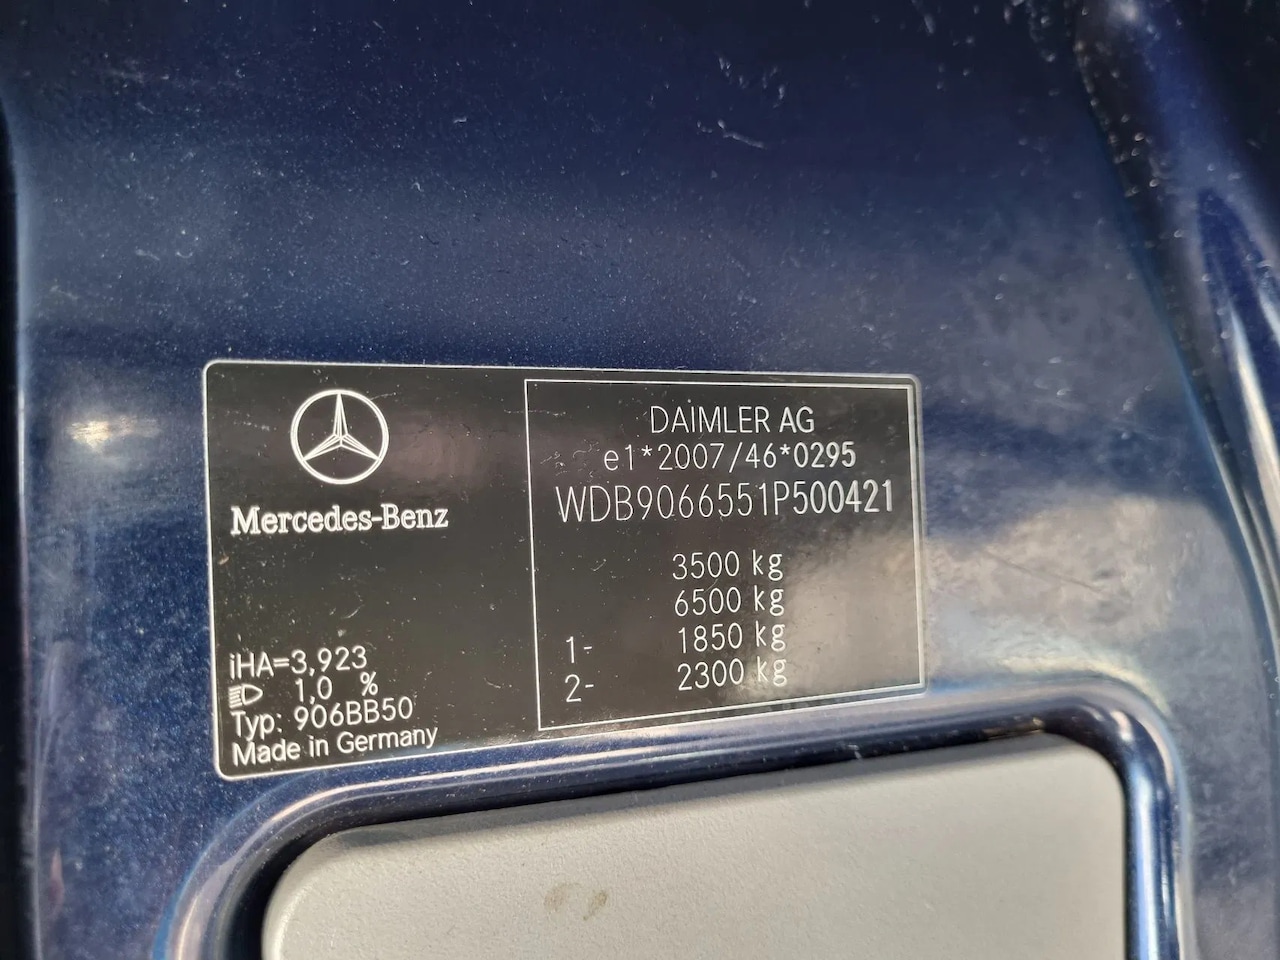 Mercedes-Benz
iHA=3,923
1,0 %
Typ: 906BB50
Made in Germany
DAIMLER AG
e1*2007/46*0295
WDB9066551P500421
3500 kg
6500 kg
1- 1850 kg
2- 2300 kg